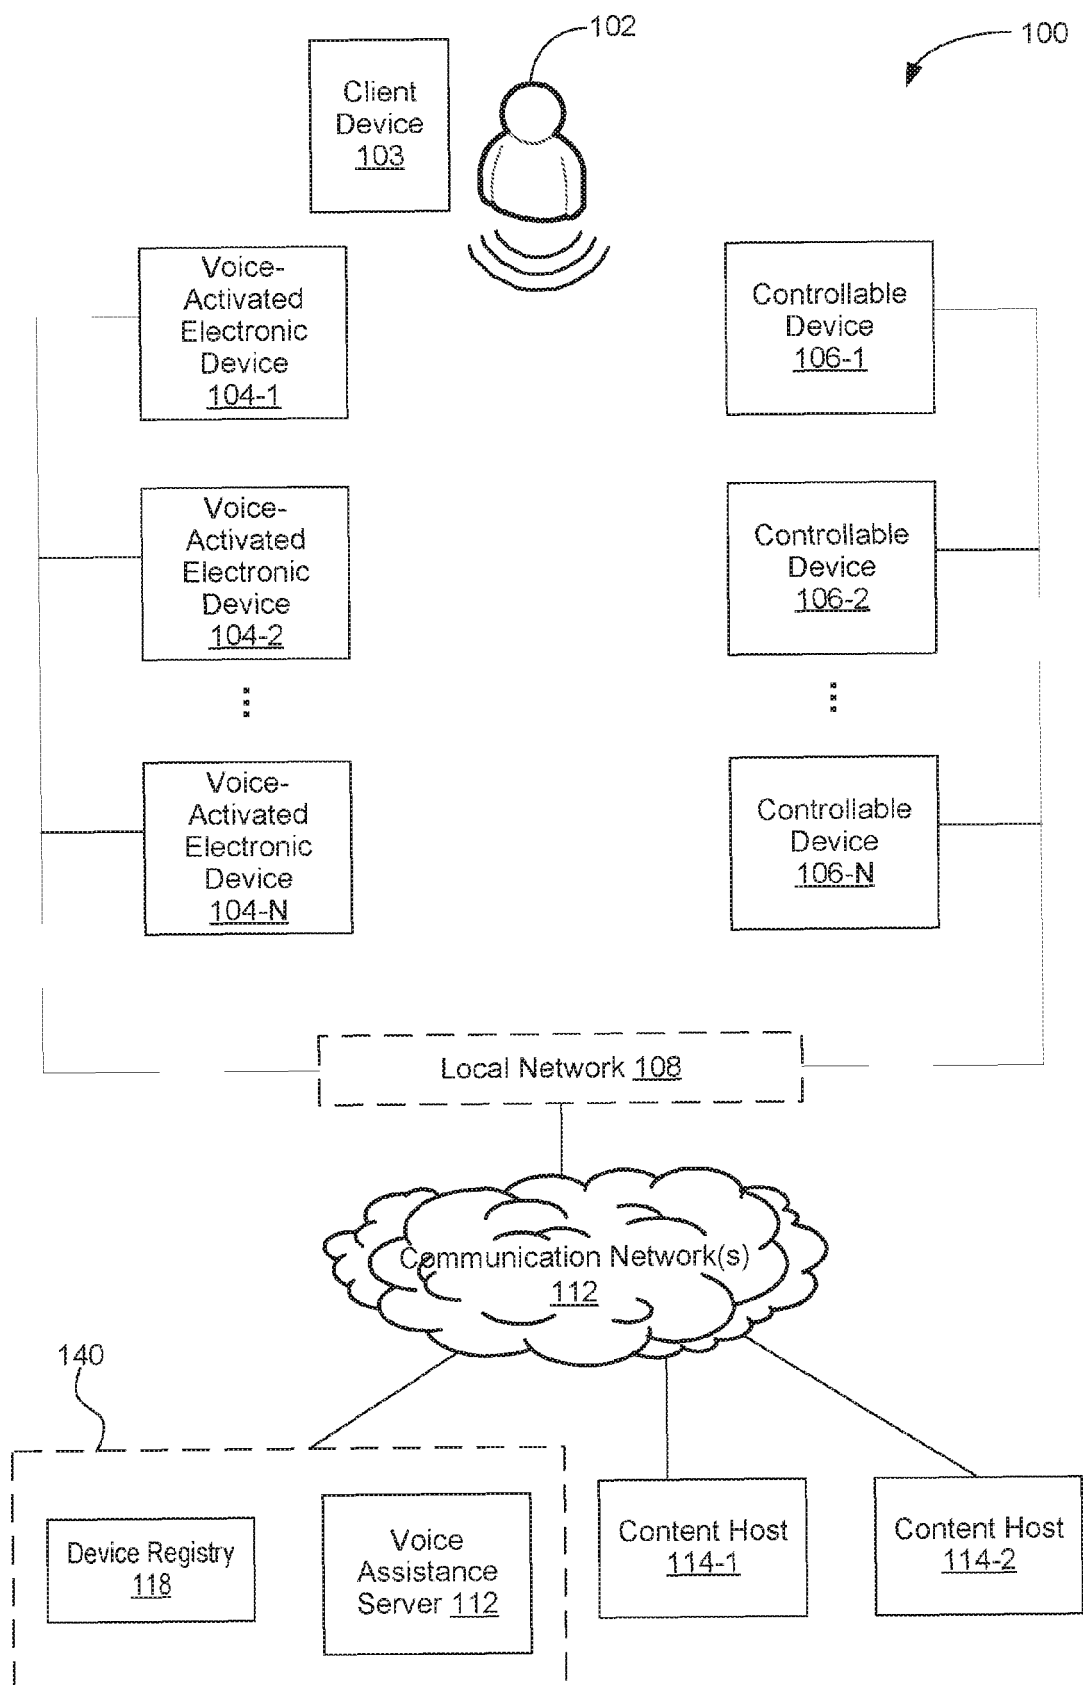 102
100
Client
Device
103
Voice-
Activated
Electronic
Device
104-1
Controllable
Device
106-1
Voice-
Activated
Electronic
Device
104-2
Controllable
Device
106-2
Voice-
Activated
Electronic
Device
104-N
Controllable
Device
106-N
Local Network 108
Communication Network(s)
112
140
Device Registry
118
Voice
Assistance
Server 112
Content Host
114-1
Content Host
114-2